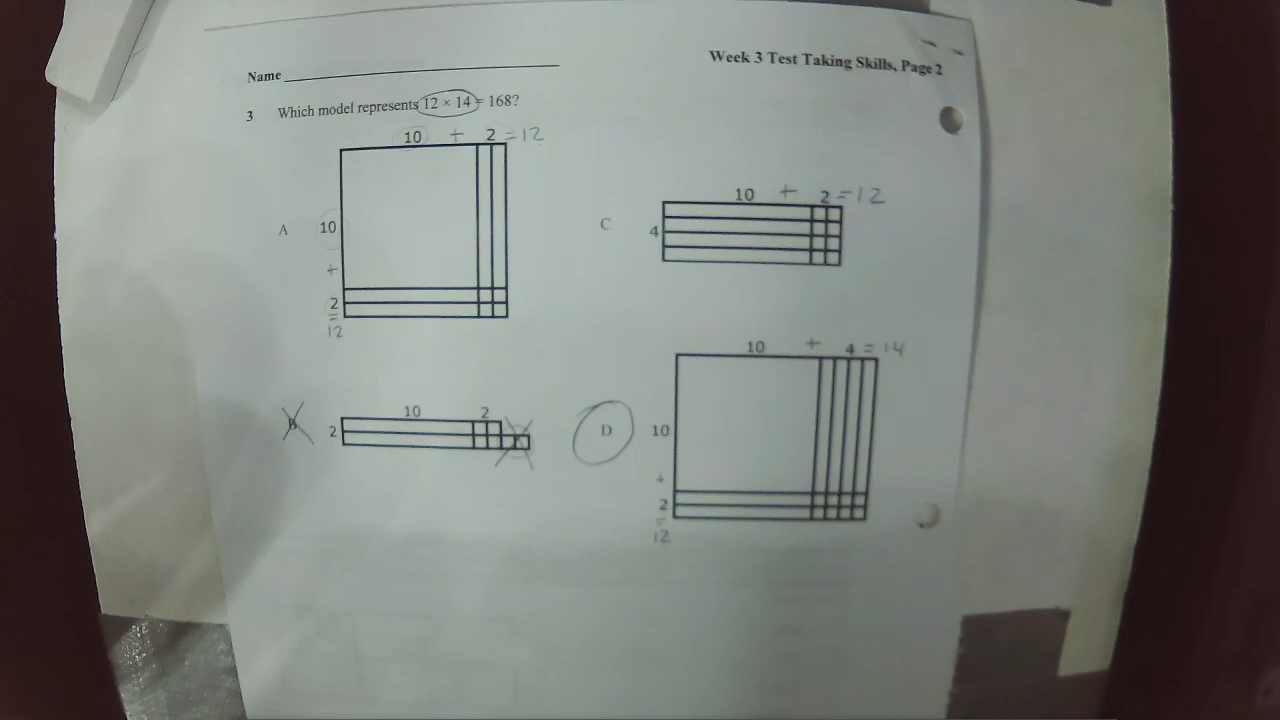 Name
Week 3 Test Taking Skills, Page 2
3 Which model represents 12 × 14 = 168?
10 + 2 = 12
A 10
+
2
=
12
10 + 2 = 12
C 4
10 2
B 2
10 + 4 = 14
D 10
+
2
=
12